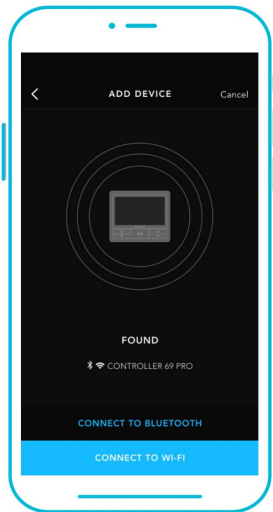 ADD DEVICE Cancel
FOUND
CONTROLLER 69 PRO
CONNECT TO BLUETOOTH
CONNECT TO WI-FI